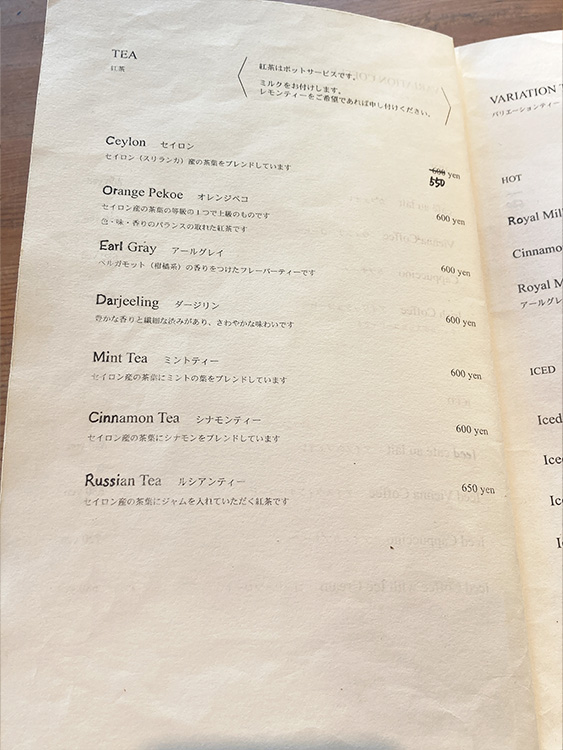 TEA
紅茶
紅茶はポットサービスです。
ミルクをお付けします。
レモンティーをご希望であれば申し付けください。
Ceylon セイロン
セイロン（スリランカ）産の茶葉をブレンドしています
600 yen
550
Orange Pekoe オレンジペコ
セイロン産の茶葉の等級の1つで上級のものです
色・味・香りのバランスの取れた紅茶です
600 yen
Earl Gray アールグレイ
ベルガモット（柑橘系）の香りをつけたフレーバーティーです
600 yen
Darjeeling ダージリン
豊かな香りと繊細な渋みがあり、さわやかな味わいです
600 yen
Mint Tea ミントティー
セイロン産の茶葉にミントの葉をブレンドしています
600 yen
Cinnamon Tea シナモンティー
セイロン産の茶葉にシナモンをブレンドしています
600 yen
Russian Tea ルシアンティー
セイロン産の茶葉にジャムを入れていただく紅茶です
650 yen
VARIATION
バリエーションティー
HOT
Royal Mil
Cinnamo
Royal M
アールグレ
ICED
Iced
Ice
Ice